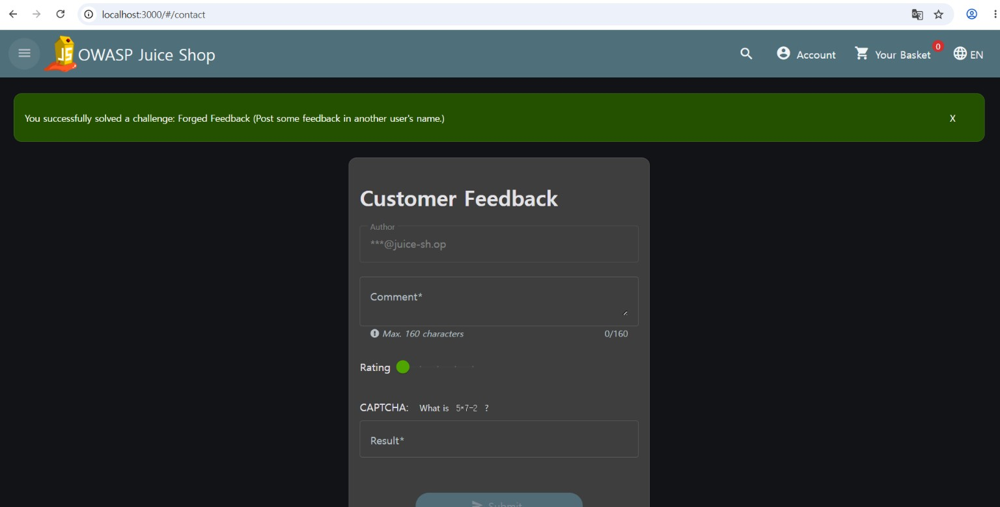 localhost:3000/#/contact
JS
OWASP Juice Shop
Account
Your Basket
0
EN
You successfully solved a challenge: Forged Feedback (Post some feedback in another user's name.)
X
Customer Feedback
Author
***@juice-sh.op
Comment*
Max. 160 characters
0/160
Rating
CAPTCHA: What is 5*7-2 ?
Result*
Submit